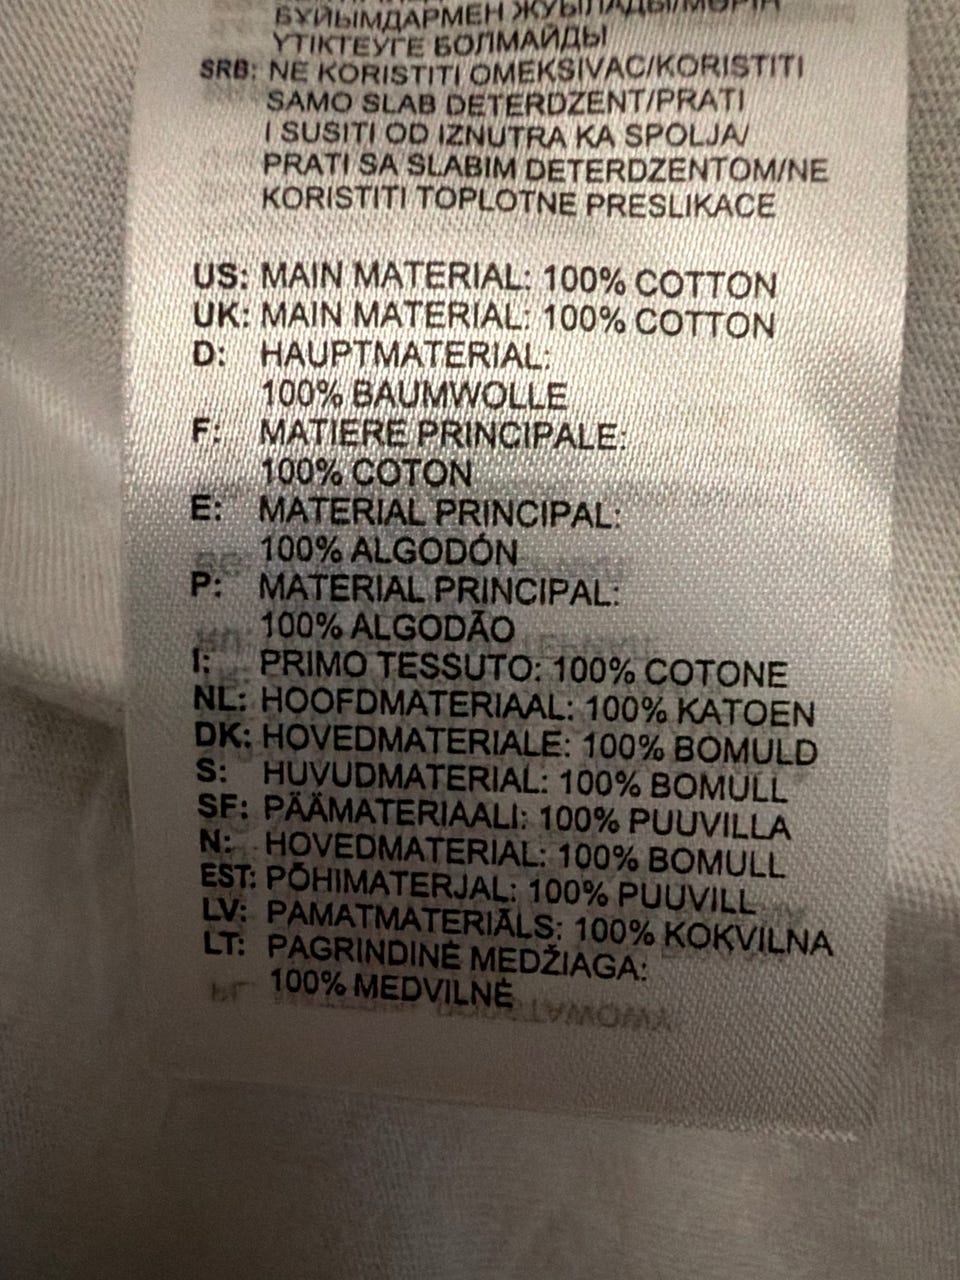 БҰЙЫМДАРМЕН ЖУЫЛАДЫ/МӨРІН
ҮТІКТЕУГЕ БОЛМАЙДЫ
SRB: NE KORISTITI OMEKSIVAC/KORISTITI
SAMO SLAB DETERDZENT/PRATI
I SUSITI OD IZNUTRA KA SPOLJA/
PRATI SA SLABIM DETERDZENTOM/NE
KORISTITI TOPLOTNE PRESLIKACE
US: MAIN MATERIAL: 100% COTTON
UK: MAIN MATERIAL: 100% COTTON
D: HAUPTMATERIAL:
100% BAUMWOLLE
F: MATIERE PRINCIPALE:
100% COTON
E: MATERIAL PRINCIPAL:
100% ALGODÓN
P: MATERIAL PRINCIPAL:
100% ALGODÃO
I: PRIMO TESSUTO: 100% COTONE
NL: HOOFDMATERIAAL: 100% KATOEN
DK: HOVEDMATERIALE: 100% BOMULD
S: HUVUDMATERIAL: 100% BOMULL
SF: PÄÄMATERIAALI: 100% PUUVILLA
N: HOVEDMATERIAL: 100% BOMULL
EST: PÕHIMATERJAL: 100% PUUVILL
LV: PAMATMATERIĀLS: 100% KOKVILNA
LT: PAGRINDINĖ MEDŽIAGA:
100% MEDVILNĖ